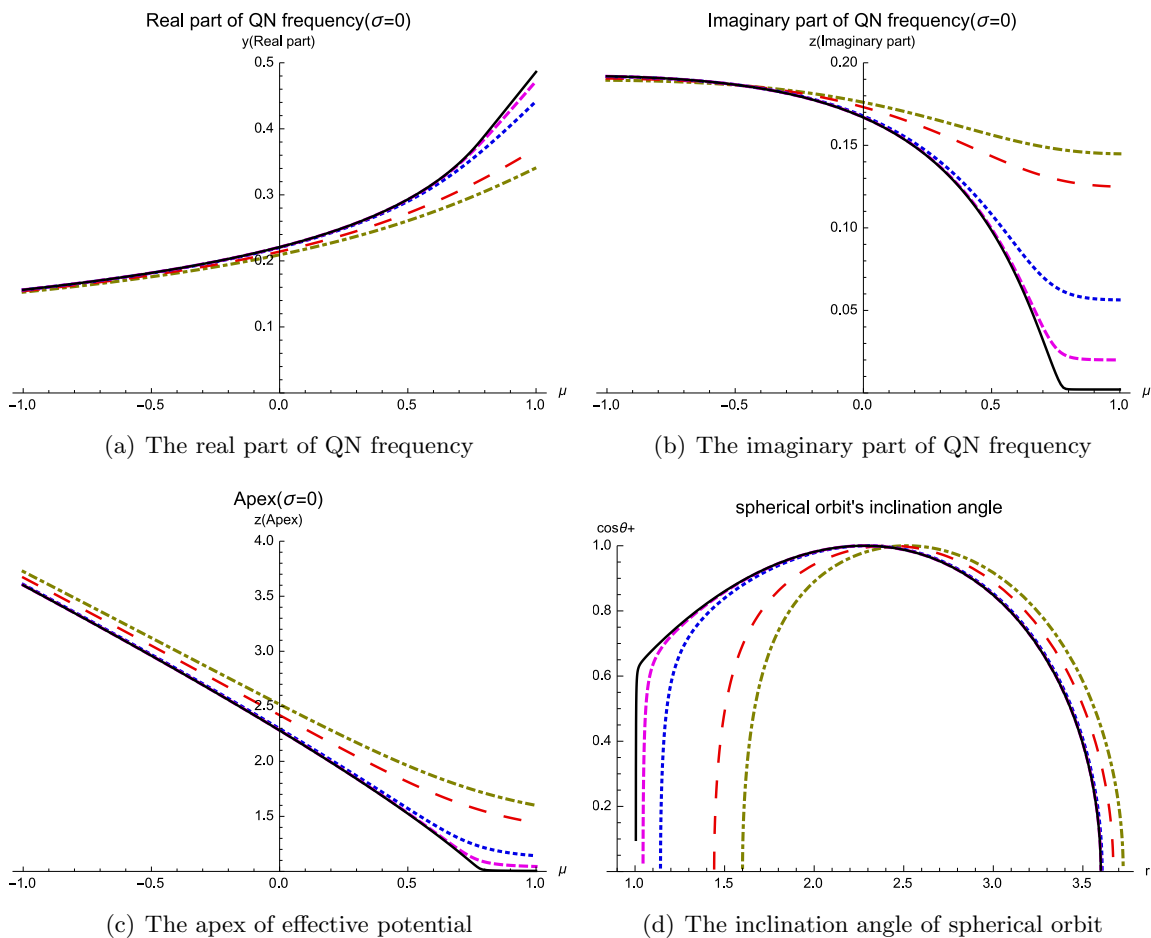 Real part of QN frequency(σ=0)
y(Real part)
0.5
0.4
0.3
0.2
0.1
−1.0 −0.5 0.0 0.5 1.0 μ
(a) The real part of QN frequency
Imaginary part of QN frequency(σ=0)
z(Imaginary part)
0.20
0.15
0.10
0.05
−1.0 −0.5 0.0 0.5 1.0 μ
(b) The imaginary part of QN frequency
Apex(σ=0)
z(Apex)
4.0
3.5
3.0
2.5
2.0
1.5
−1.0 −0.5 0.0 0.5 1.0 μ
(c) The apex of effective potential
spherical orbit's inclination angle
cosθ+
1.0
0.8
0.6
0.4
0.2
1.0 1.5 2.0 2.5 3.0 3.5 r
(d) The inclination angle of spherical orbit